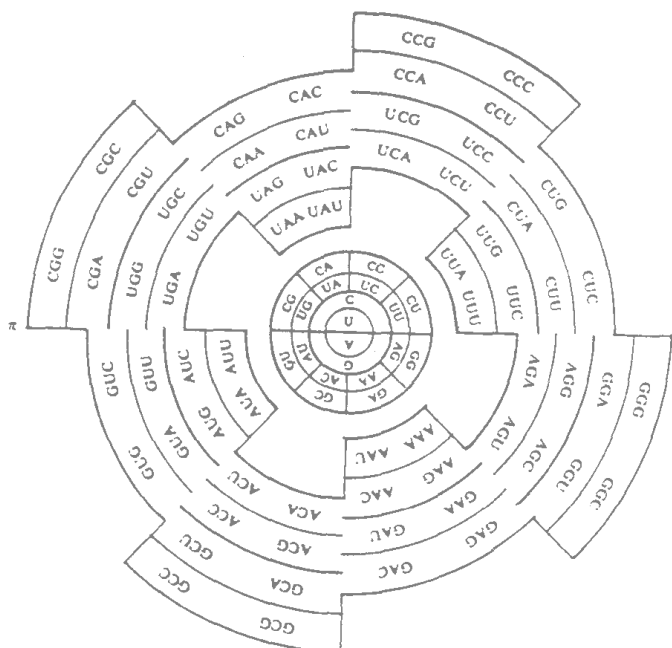 CCG CCC
CCA CCU
CAG CAC
UCG UCC
CAA CAU
UCA UCU
UAG UAC
UAA UAU
CGC
CGU
UGC
UGU
CGG CGA UGG UGA
CUG
CUA
UUG
UUA
UUU UUC CUU CUC
CA CC
CG UA UC CU
UG C UU
U
π
A
GU AU G AG GG
AC AA
GC GA
GUC GUU AUC AUU
AUA
AUG
GUA
GUG
AGA AGG GGA GGG
AGU
AGC
GGU
GGC
AAU AAA
AAC AAG
ACU ACA
GAU GAA
ACC ACG
GAC GAG
GCU GCA
GCC GCG